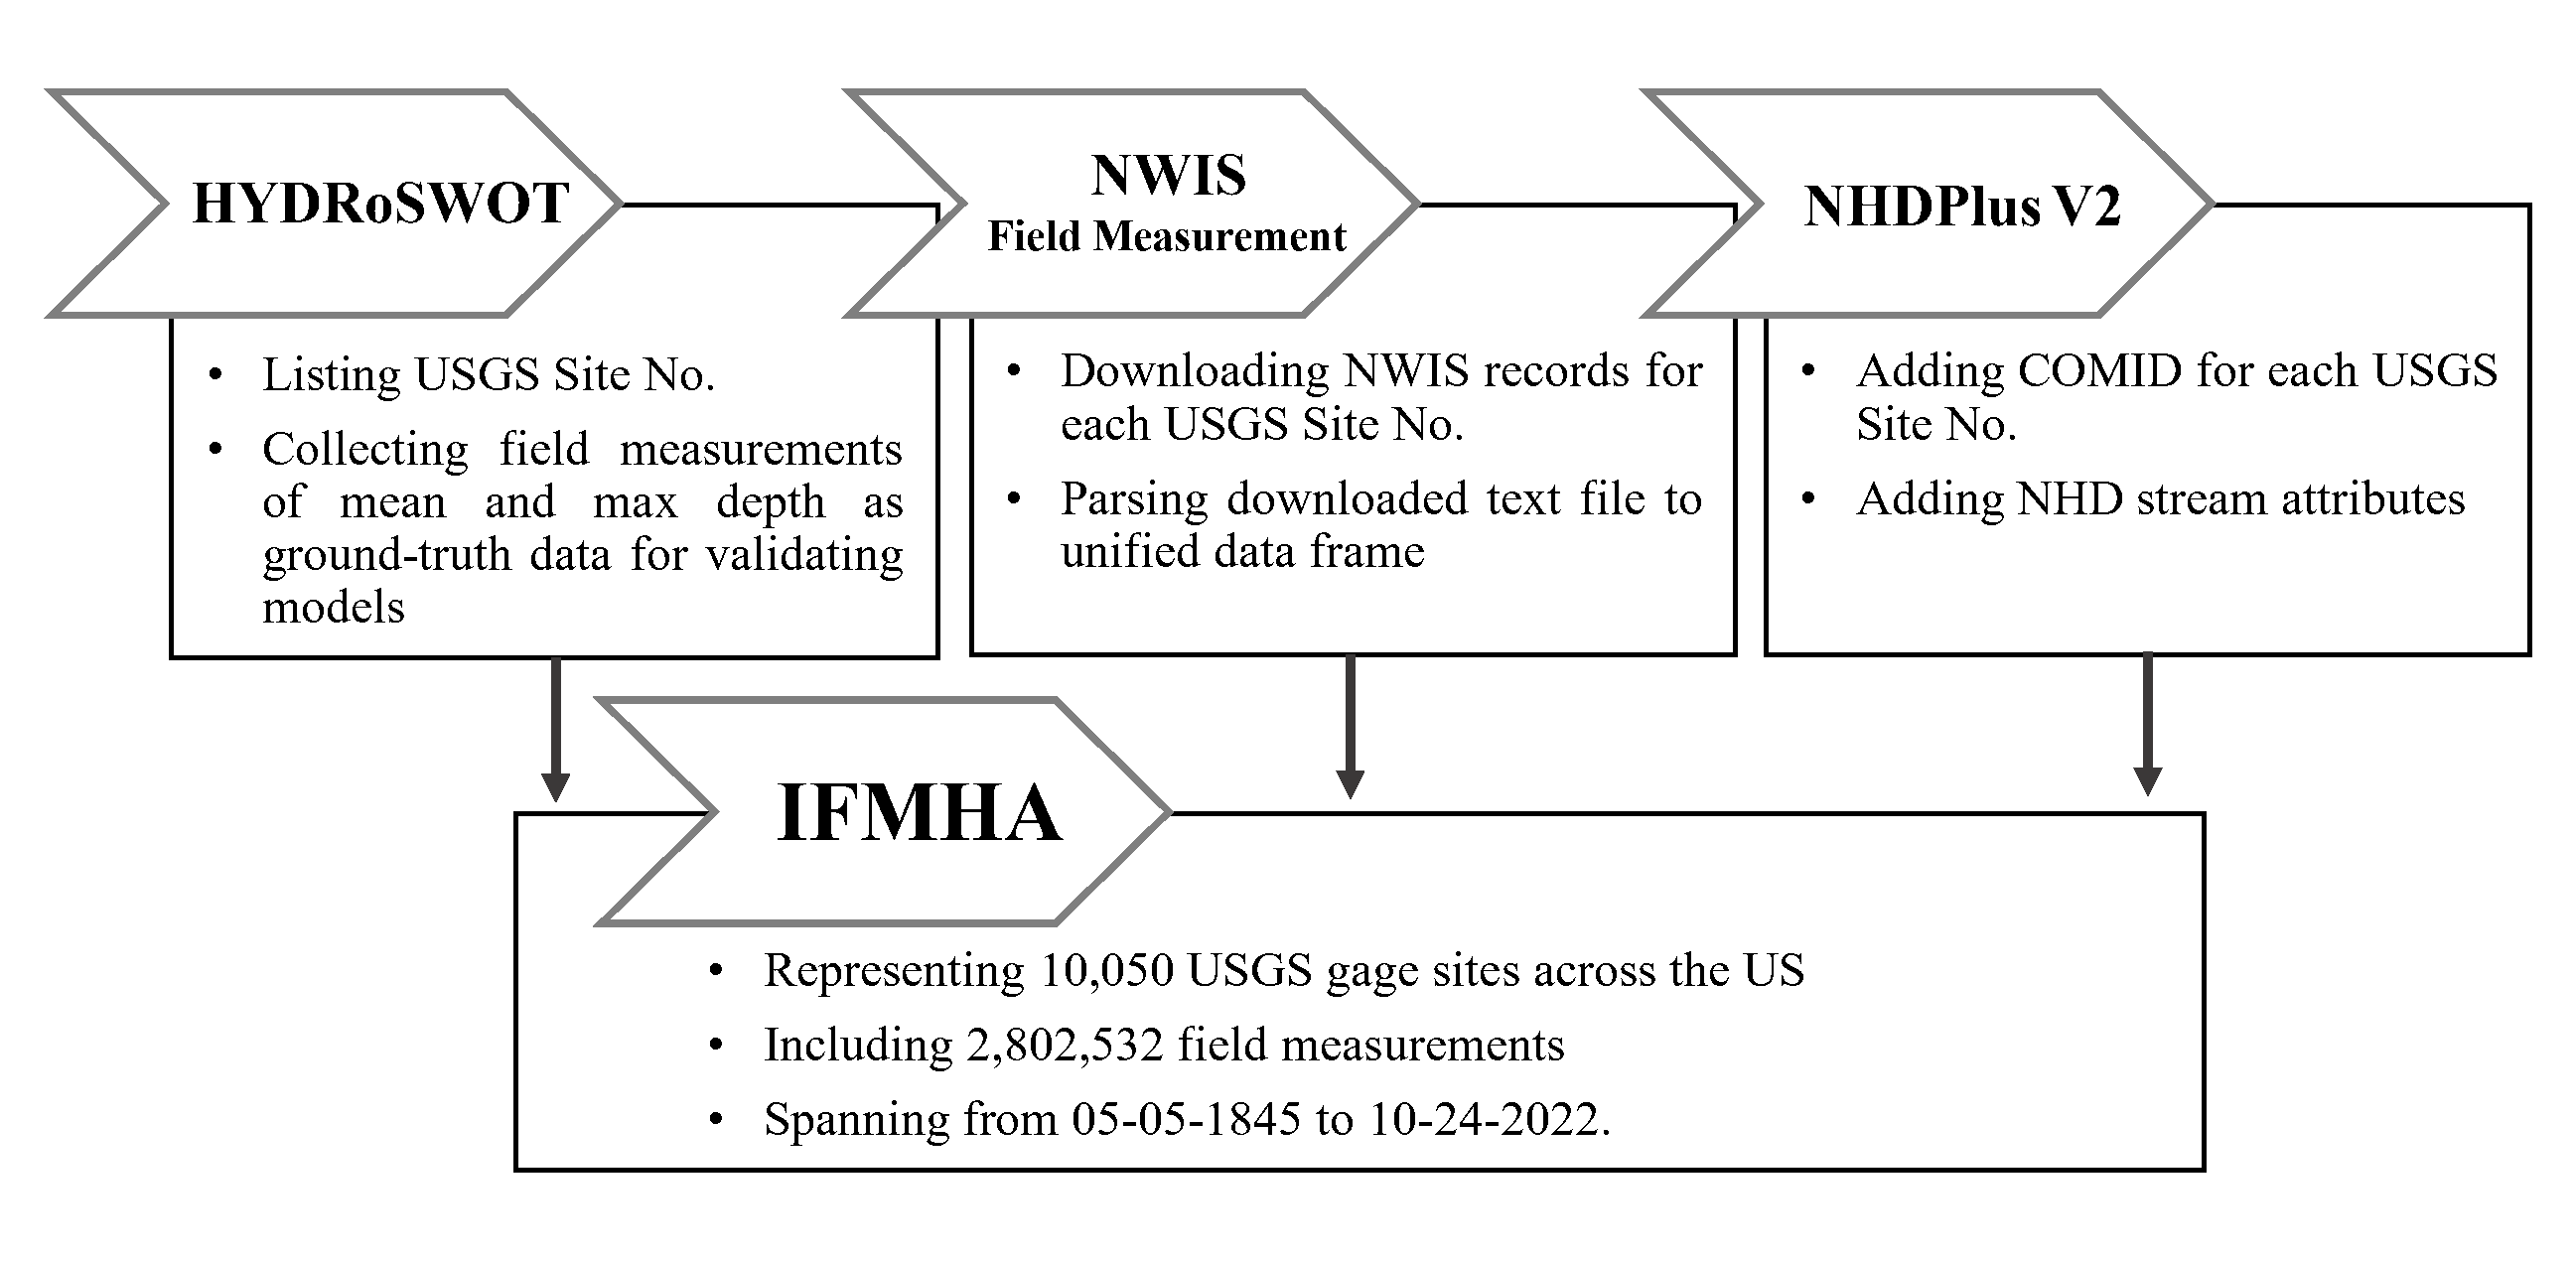 HYDRoSWOT
• Listing USGS Site No.
• Collecting field measurements
of mean and max depth as
ground-truth data for validating
models
NWIS
Field Measurement
• Downloading NWIS records for
each USGS Site No.
• Parsing downloaded text file to
unified data frame
NHDPlus V2
• Adding COMID for each USGS
Site No.
• Adding NHD stream attributes
IFMHA
• Representing 10,050 USGS gage sites across the US
• Including 2,802,532 field measurements
• Spanning from 05-05-1845 to 10-24-2022.